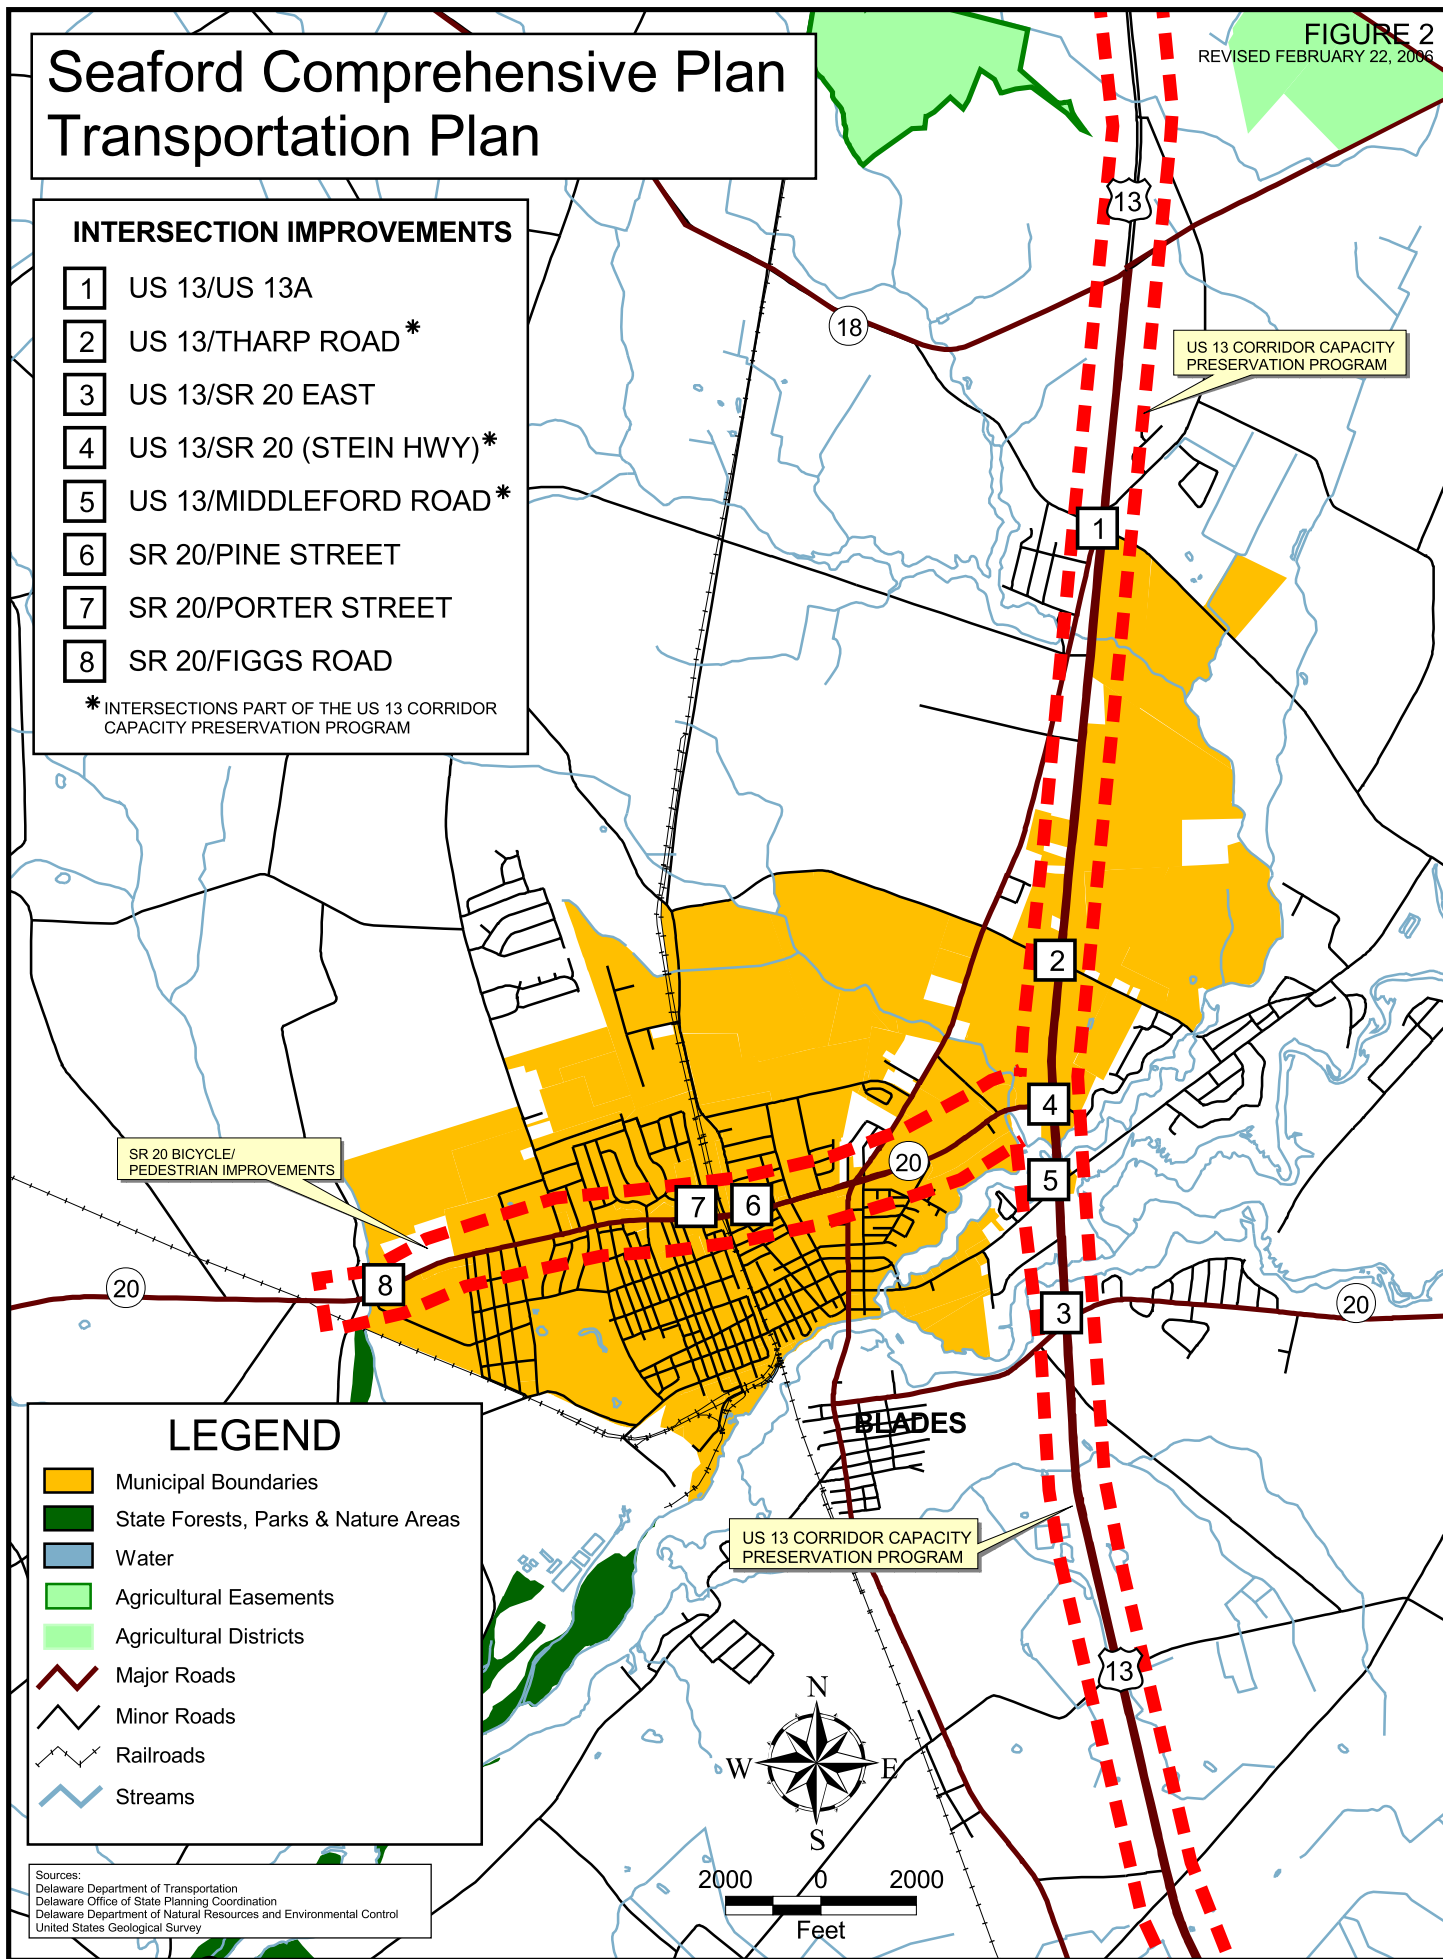 FIGURE 2
REVISED FEBRUARY 22, 2006
Seaford Comprehensive Plan
Transportation Plan
INTERSECTION IMPROVEMENTS
1 US 13/US 13A
2 US 13/THARP ROAD*
3 US 13/SR 20 EAST
4 US 13/SR 20 (STEIN HWY)*
5 US 13/MIDDLEFORD ROAD*
6 SR 20/PINE STREET
7 SR 20/PORTER STREET
8 SR 20/FIGGS ROAD
* INTERSECTIONS PART OF THE US 13 CORRIDOR
CAPACITY PRESERVATION PROGRAM
13
18
US 13 CORRIDOR CAPACITY
PRESERVATION PROGRAM
1
2
4
SR 20 BICYCLE/
PEDESTRIAN IMPROVEMENTS
20
5
7
6
8
20
3
20
BLADES
US 13 CORRIDOR CAPACITY
PRESERVATION PROGRAM
13
LEGEND
Municipal Boundaries
State Forests, Parks & Nature Areas
Water
Agricultural Easements
Agricultural Districts
Major Roads
Minor Roads
Railroads
Streams
N
W
E
S
2000 0 2000
Feet
Sources:
Delaware Department of Transportation
Delaware Office of State Planning Coordination
Delaware Department of Natural Resources and Environmental Control
United States Geological Survey